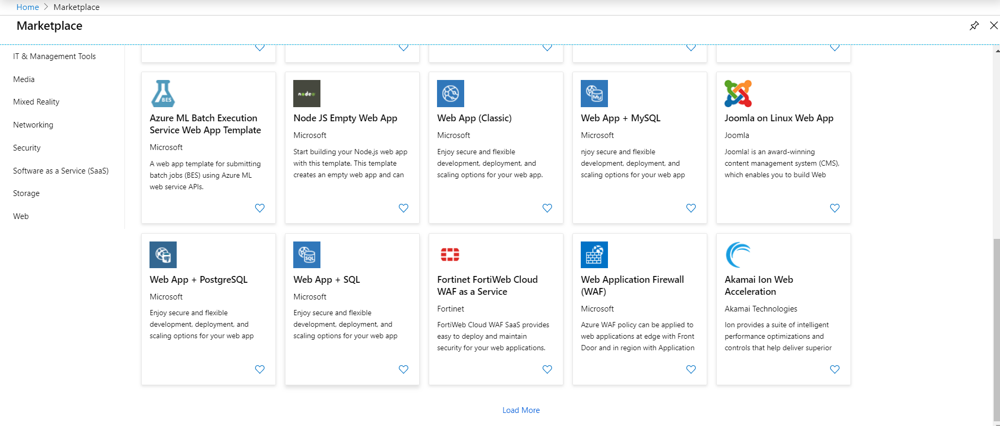 Home > Marketplace
Marketplace
IT & Management Tools
Media
Mixed Reality
Networking
Security
Software as a Service (SaaS)
Storage
Web
BES
Azure ML Batch Execution
Service Web App Template
Microsoft
A web app template for submitting
batch jobs (BES) using Azure ML
web service APIs.
node
Node JS Empty Web App
Microsoft
Start building your Node.js web app
with this template. This template
creates an empty web app and can
Web App (Classic)
Microsoft
Enjoy secure and flexible
development, deployment, and
scaling options for your web app.
My
Web App + MySQL
Microsoft
njoy secure and flexible
development, deployment, and
scaling options for your web app
Joomla on Linux Web App
Joomla
Joomla! is an award-winning
content management system (CMS),
which enables you to build Web
Web App + PostgreSQL
Microsoft
Enjoy secure and flexible
development, deployment, and
scaling options for your web app
SQL
Web App + SQL
Microsoft
Enjoy secure and flexible
development, deployment, and
scaling options for your web app
Fortinet FortiWeb Cloud
WAF as a Service
Fortinet
FortiWeb Cloud WAF SaaS provides
easy to deploy and maintain
security for your web applications.
Web Application Firewall
(WAF)
Microsoft
Azure WAF policy can be applied to
web applications at edge with Front
Door and in region with Application
Akamai Ion Web
Acceleration
Akamai Technologies
Ion provides a suite of intelligent
performance optimizations and
controls that help deliver superior
Load More